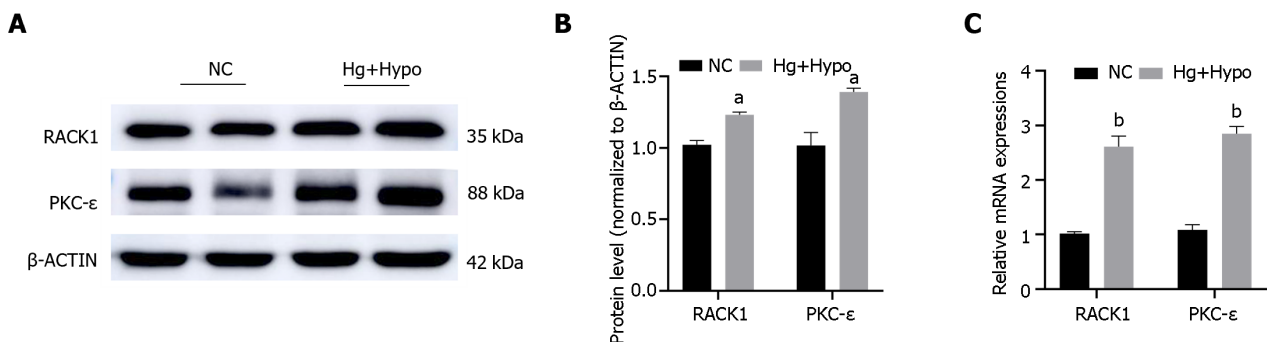 A
NC Hg+Hypo
RACK1 35 kDa
PKC-ε 88 kDa
β-ACTIN 42 kDa
B
Protein level (normalized to β-ACTIN)
NC Hg+Hypo
1.5
1.0
0.5
0.0
a
a
RACK1 PKC-ε
C
Relative mRNA expressions
NC Hg+Hypo
4
3
2
1
0
b
b
RACK1 PKC-ε